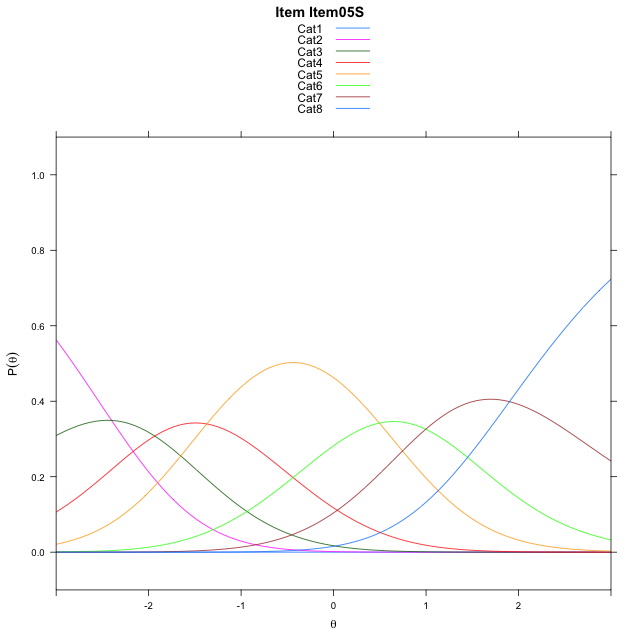 Item Item05S
Cat1
Cat2
Cat3
Cat4
Cat5
Cat6
Cat7
Cat8
1.0
0.8
0.6
0.4
0.2
0.0
P(θ)
-2 -1 0 1 2
θ